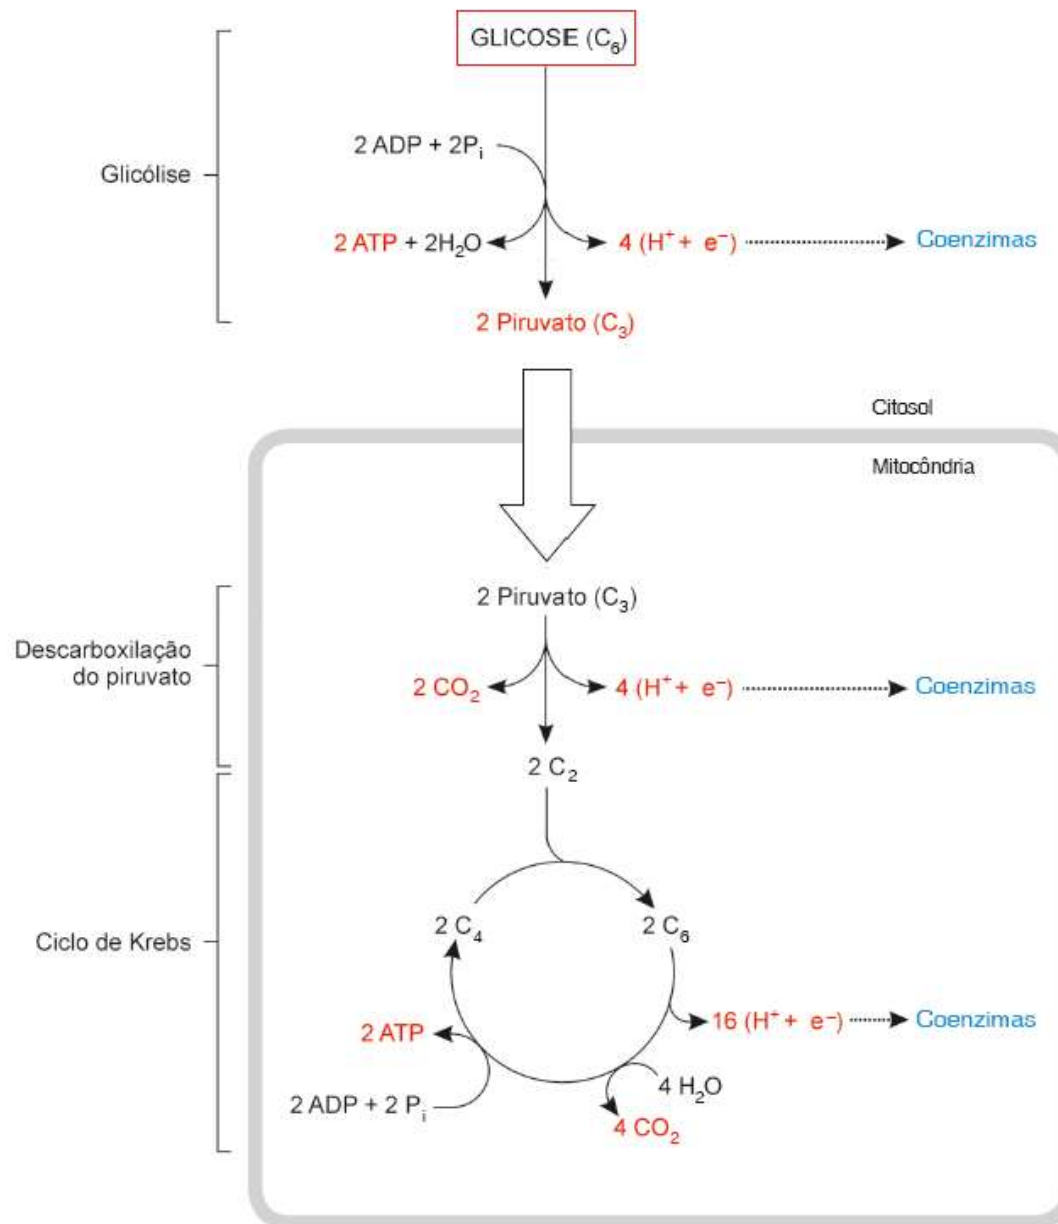 GLICOSE (C₆)
2 ADP + 2Pᵢ
Glicólise
2 ATP + 2H₂O
4 (H⁺ + e⁻)
Coenzimas
2 Piruvato (C₃)
Citosol
Mitocôndria
2 Piruvato (C₃)
Descarboxilação
do piruvato
2 CO₂
4 (H⁺ + e⁻)
Coenzimas
2 C₂
Ciclo de Krebs
2 C₄
2 C₆
2 ATP
16 (H⁺ + e⁻)
Coenzimas
2 ADP + 2 Pᵢ
4 H₂O
4 CO₂